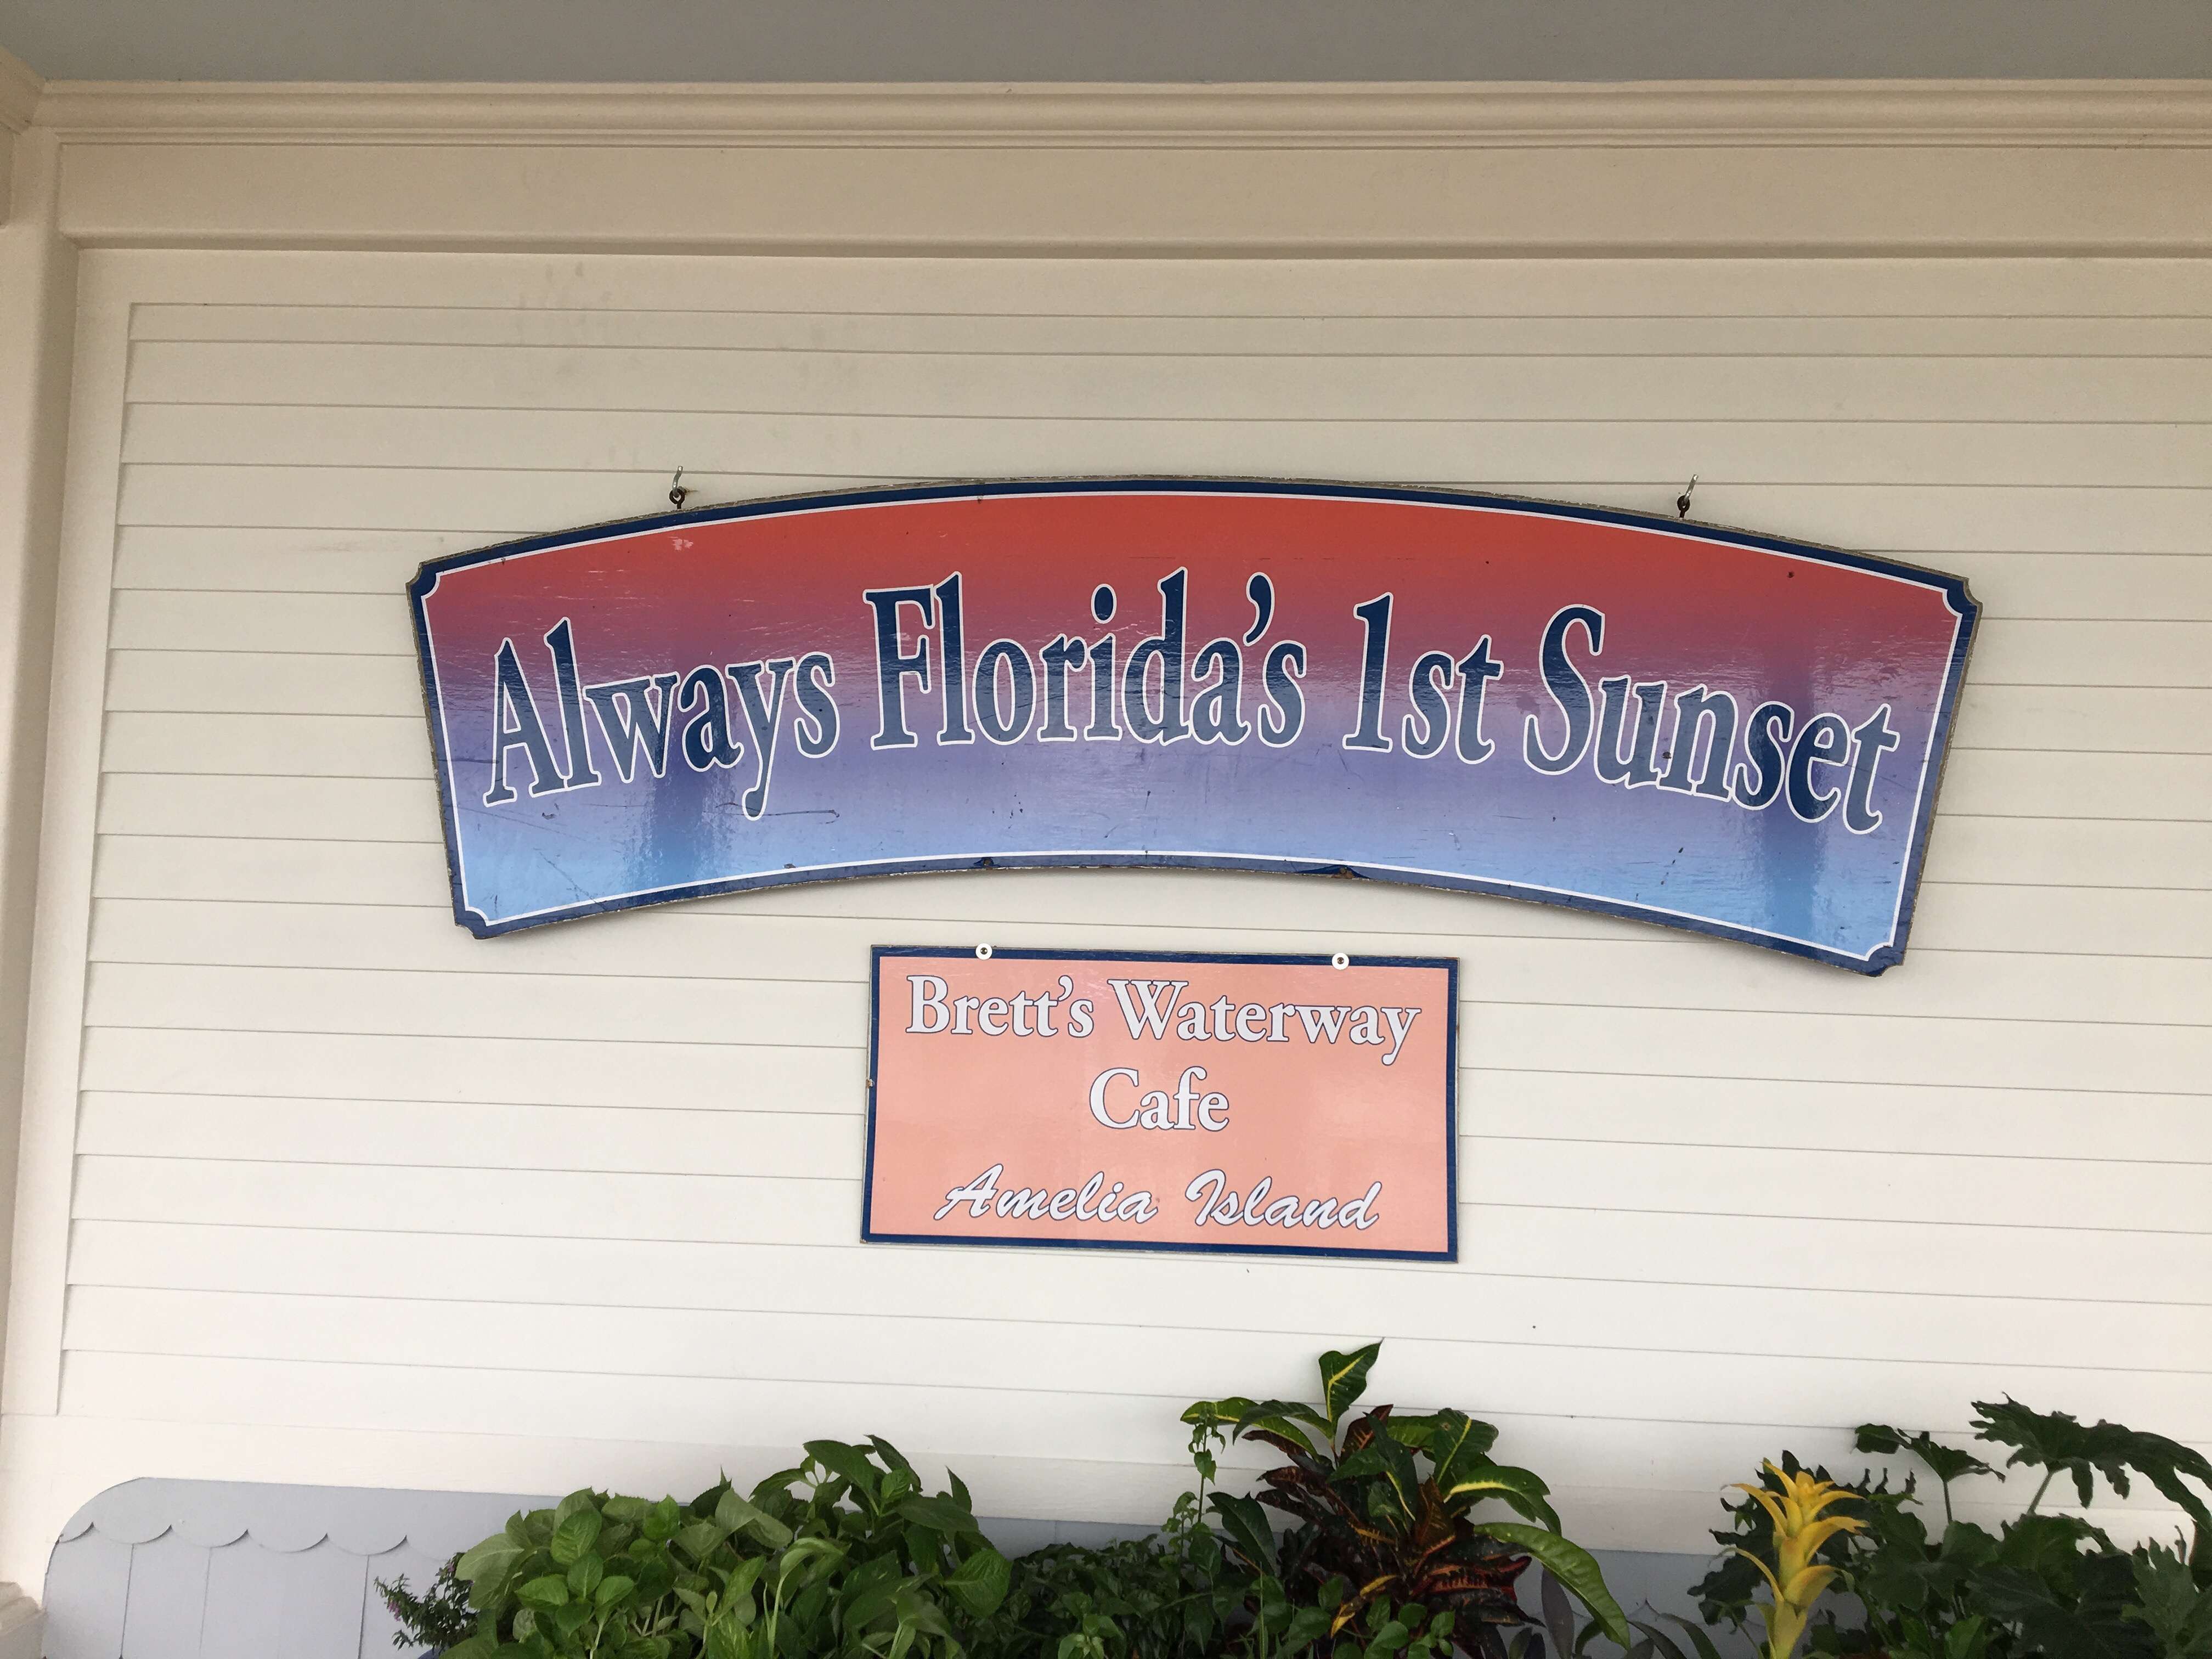 Always Florida's 1st Sunset
Brett's Waterway
Cafe
Amelia Island